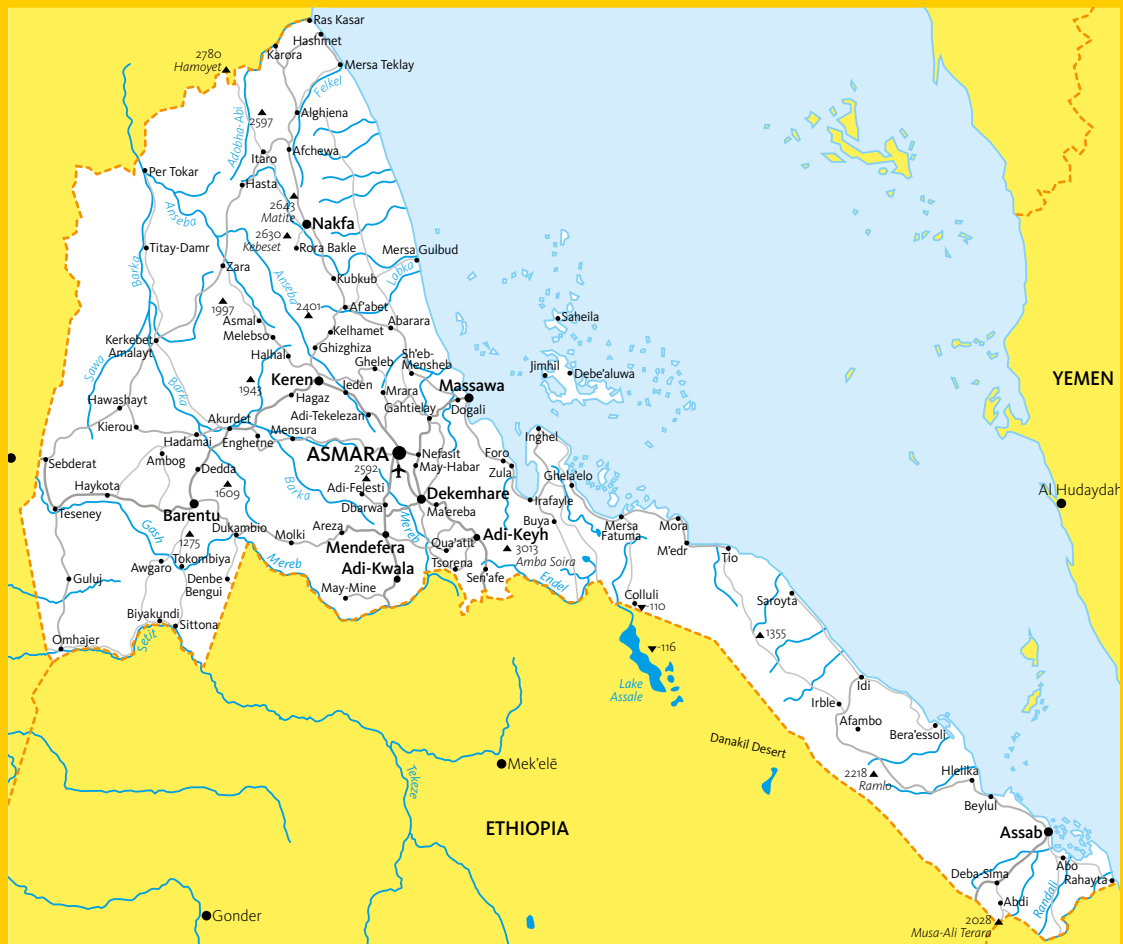 Ras Kasar
Hashmet
Karora
2780
Hamoyet
Mersa Teklay
Felkel
Alghiena
2597
Adobha-Abi
Itaro
Afchewa
Per Tokar
Hasta
2643
Matite
Anseba
Nakfa
2630
Kebeset
Rora Bakle
Titay-Damr
Mersa Gulbud
Barka
Zara
Labka
Kubkub
Anseba
1997
2401
Af'abet
Saheila
Asmal
Abarara
Melebso
Kelhamet
Kerkebet
Amalayt
Ghizghiza
Halhal
Gheleb
Sh'eb-
Mensheb
Sawa
Jimhil
Debe'aluwa
YEMEN
1943
Keren
Barka
Jeden
Mrara
Massawa
Hagaz
Hawashayt
Gantielay
Dogali
Adi-Tekelezan
Akurdet
Kierou
Mensura
Hadamai
Engherne
Inghel
ASMARA
Nefasit
Foro
Sebderat
Ambog
Dedda
2592
May-Habar
Zula
Ghela'elo
Haykota
1609
Barka
Adi-Felesti
Dekemhare
Al Hudaydah
Irafayle
Teseney
Barentu
Dbarwa
Ma'ereba
Gash
Dukambio
Areza
Mereb
Buya
Mersa
Fatuma
Mora
1275
Molki
Mendefera
Adi-Keyh
Qua'atit
3013
Amba Soira
M'edr
Tio
Awgaro
Tokombiya
Mereb
Adi-Kwala
Tsorena
Sen'afe
Endel
Guluj
Denbe
Bengui
May-Mine
Colluli
-110
Saroyta
Biyakundi
Sittona
Setit
Omhajer
1355
-116
Lake
Assale
Idi
Irble
Afambo
Bera'essoli
Danakil Desert
Mek'elē
Tekeze
2218
Ramlo
Hlelika
Beylul
ETHIOPIA
Assab
Abo
Deba-Sima
Rahayta
Randali
Abdi
Gonder
2028
Musa-Ali Terara